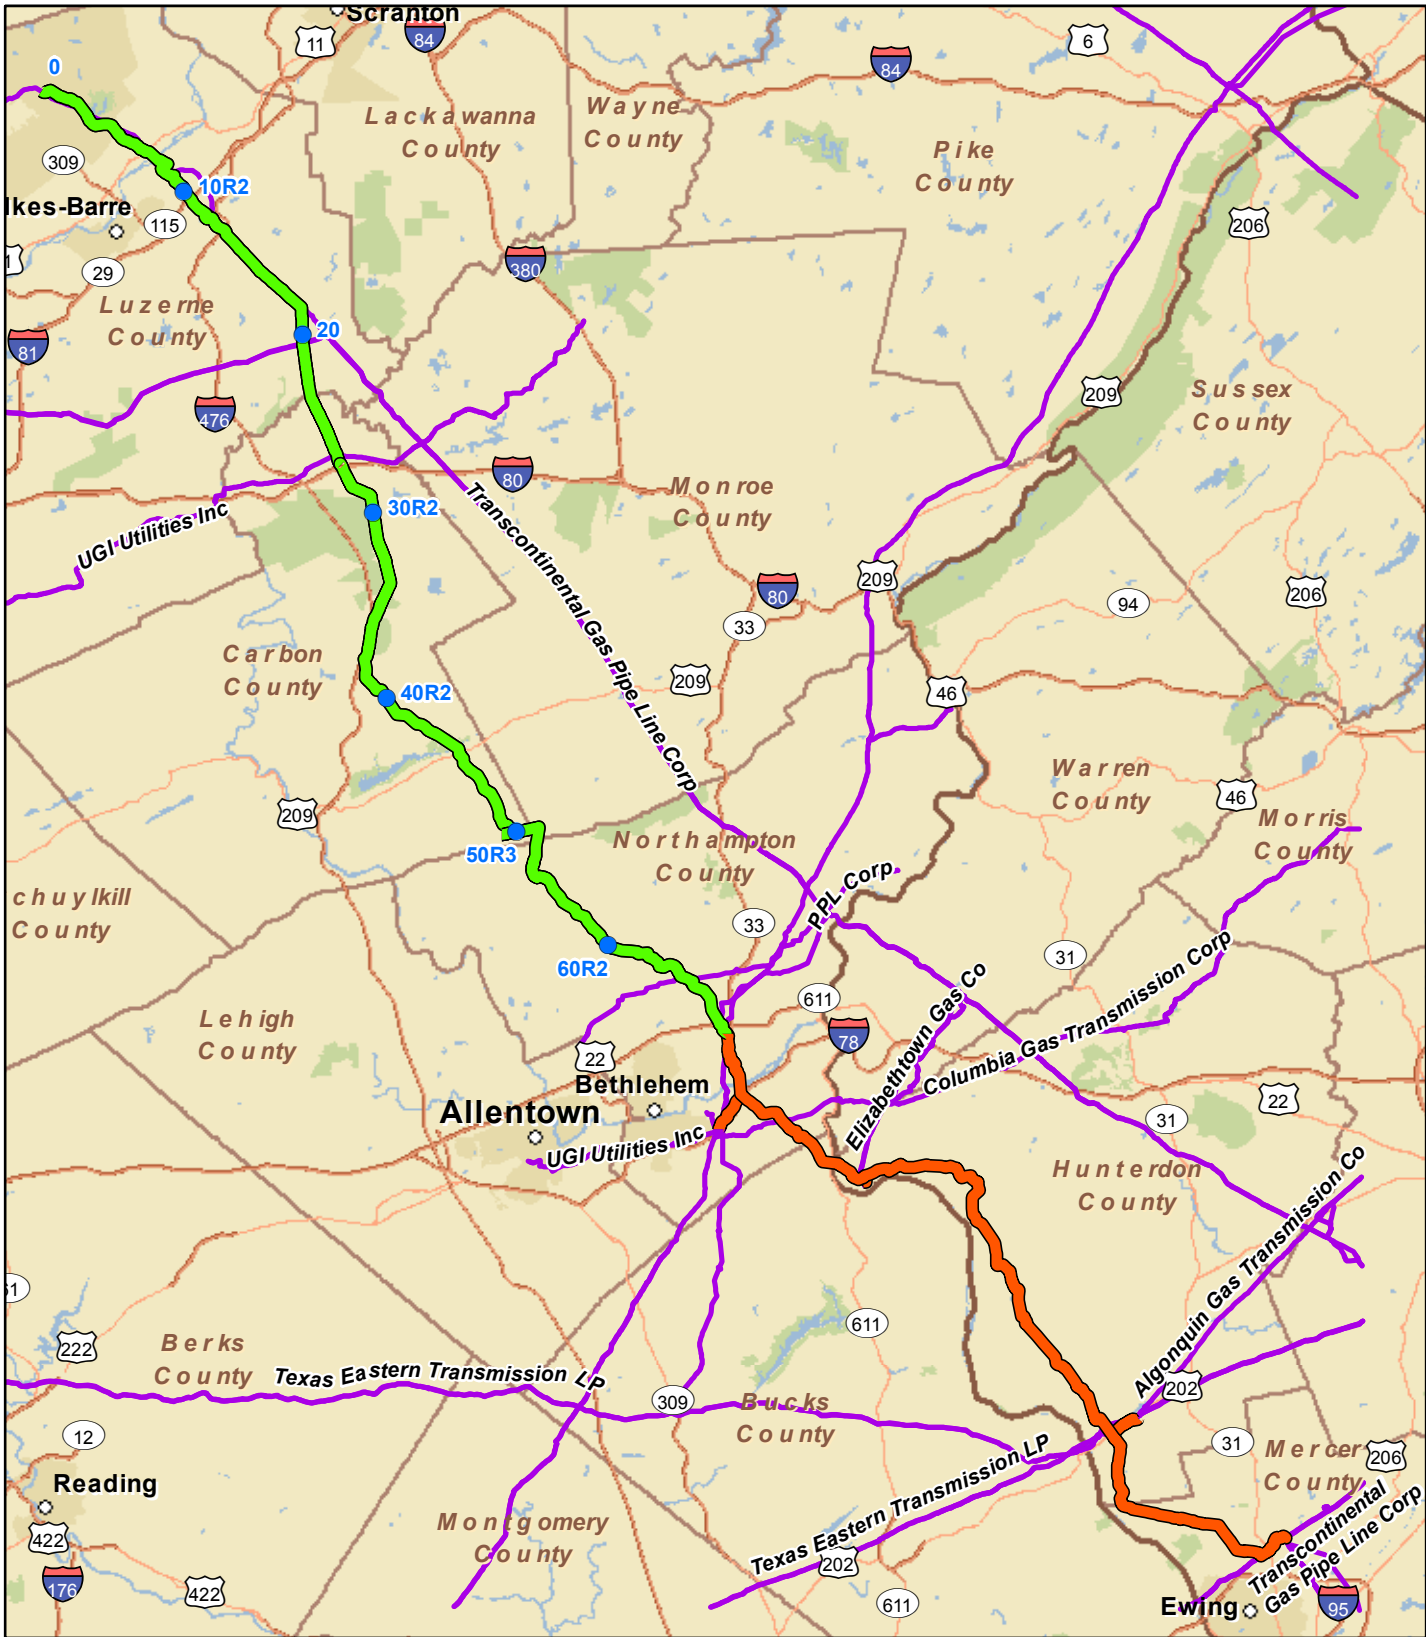 Scranton
11
84
6
0
84
Wayne
County
Lackawanna
County
309
Pike
County
10R2
lkes-Barre
115
206
1
29
380
Luzerne
County
20
81
209
Sussex
County
476
80
Monroe
County
30R2
UGI Utilities Inc
Transcontinental Gas Pipe Line Corp
209
80
206
94
33
Carbon
County
209
40R2
46
Warren
County
46
209
Morris
County
50R3
Northampton
County
PPL Corp
chuylkill
County
33
31
60R2
Columbia Gas Transmission Corp
Elizabethtown Gas Co
611
Lehigh
County
78
22
Bethlehem
22
Allentown
31
UGI Utilities Inc
Hunterdon
County
Algonquin Gas Transmission Co
61
611
222
Berks
County
Texas Eastern Transmission LP
202
309
Bucks
County
12
31
Mercer
County
206
Texas Eastern Transmission LP
Reading
Montgomery
County
422
202
Transcontinental
Gas Pipe Line Corp
176
422
611
Ewing
95